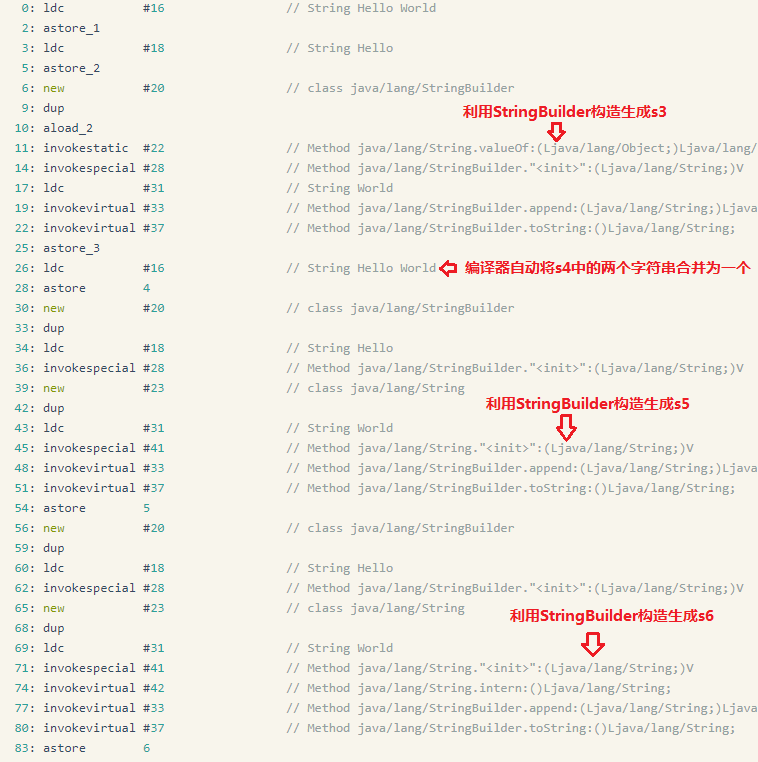 0: ldc #16 // String Hello World
2: astore_1
3: ldc #18 // String Hello
5: astore_2
6: new #20 // class java/lang/StringBuilder
利用StringBuilder构造生成s3
9: dup
10: aload_2
11: invokestatic #22 // Method java/lang/String.valueOf:(Ljava/lang/Object;)Ljava/lang/
14: invokespecial #28 // Method java/lang/StringBuilder."<init>":(Ljava/lang/String;)V
17: ldc #31 // String World
19: invokevirtual #33 // Method java/lang/StringBuilder.append:(Ljava/lang/String;)Ljava
22: invokevirtual #37 // Method java/lang/StringBuilder.toString:()Ljava/lang/String;
25: astore_3
26: ldc #16 // String Hello World 编译器自动将s4中的两个字符串合并为一个
28: astore 4
30: new #20 // class java/lang/StringBuilder
33: dup
34: ldc #18 // String Hello
36: invokespecial #28 // Method java/lang/StringBuilder."<init>":(Ljava/lang/String;)V
39: new #23 // class java/lang/String
利用StringBuilder构造生成s5
42: dup
43: ldc #31 // String World
45: invokespecial #41 // Method java/lang/String."<init>":(Ljava/lang/String;)V
48: invokevirtual #33 // Method java/lang/StringBuilder.append:(Ljava/lang/String;)Ljava
51: invokevirtual #37 // Method java/lang/StringBuilder.toString:()Ljava/lang/String;
54: astore 5
56: new #20 // class java/lang/StringBuilder
59: dup
60: ldc #18 // String Hello
62: invokespecial #28 // Method java/lang/StringBuilder."<init>":(Ljava/lang/String;)V
65: new #23 // class java/lang/String
利用StringBuilder构造生成s6
68: dup
69: ldc #31 // String World
71: invokespecial #41 // Method java/lang/String."<init>":(Ljava/lang/String;)V
74: invokevirtual #42 // Method java/lang/String.intern:()Ljava/lang/String;
77: invokevirtual #33 // Method java/lang/StringBuilder.append:(Ljava/lang/String;)Ljava
80: invokevirtual #37 // Method java/lang/StringBuilder.toString:()Ljava/lang/String;
83: astore 6